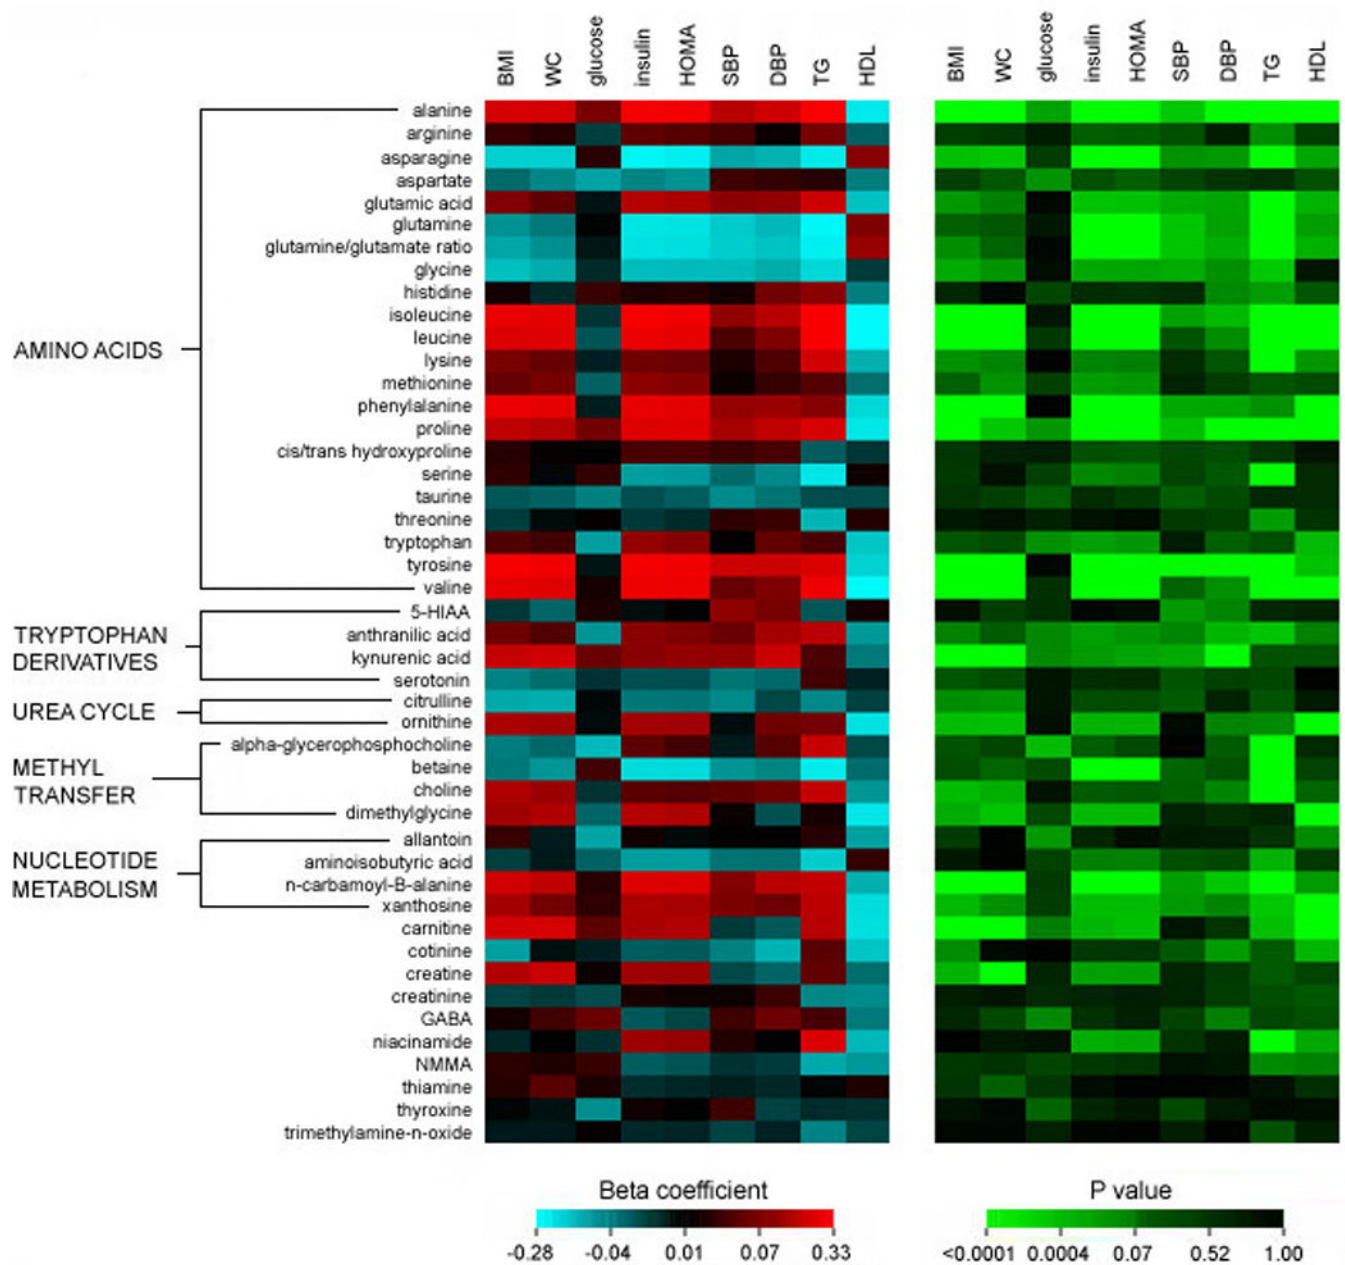 BMI WC glucose insulin HOMA SBP DBP TG HDL
BMI WC glucose insulin HOMA SBP DBP TG HDL
AMINO ACIDS
alanine
arginine
asparagine
aspartate
glutamic acid
glutamine
glutamine/glutamate ratio
glycine
histidine
isoleucine
leucine
lysine
methionine
phenylalanine
proline
cis/trans hydroxyproline
serine
taurine
threonine
tryptophan
tyrosine
valine
TRYPTOPHAN
DERIVATIVES
5-HIAA
anthranilic acid
kynurenic acid
serotonin
UREA CYCLE
citrulline
ornithine
METHYL
TRANSFER
alpha-glycerophosphocholine
betaine
choline
dimethylglycine
NUCLEOTIDE
METABOLISM
allantoin
aminoisobutyric acid
n-carbamoyl-B-alanine
xanthosine
carnitine
cotinine
creatine
creatinine
GABA
niacinamide
NMMA
thiamine
thyroxine
trimethylamine-n-oxide
Beta coefficient
-0.28 -0.04 0.01 0.07 0.33
P value
<0.0001 0.0004 0.07 0.52 1.00